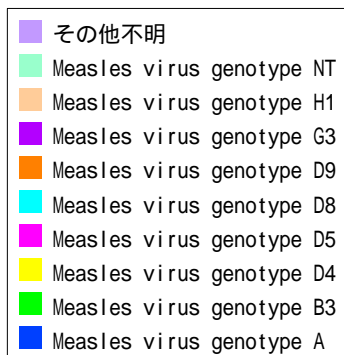 その他不明
Measles virus genotype NT
Measles virus genotype H1
Measles virus genotype G3
Measles virus genotype D9
Measles virus genotype D8
Measles virus genotype D5
Measles virus genotype D4
Measles virus genotype B3
Measles virus genotype A